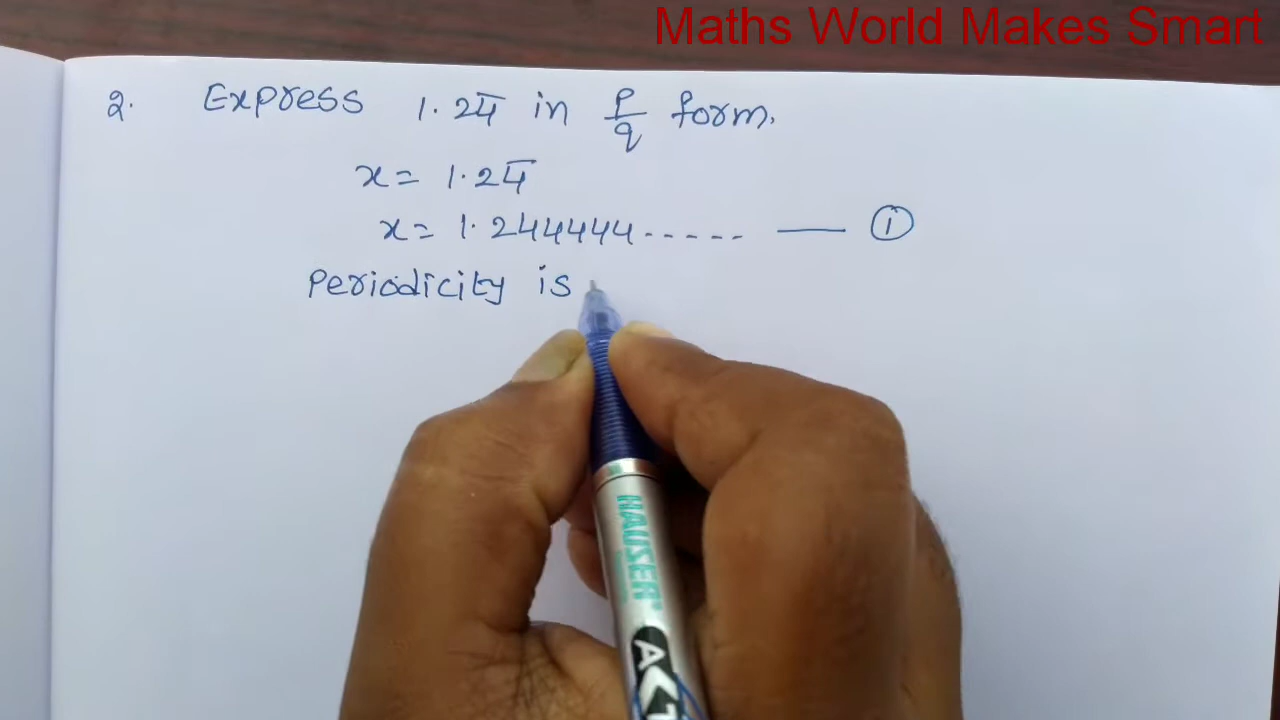 Maths World Makes Smart
2. Express 1.24̅ in p/q form.
x = 1.24̅
x = 1.244444..... — ①
Periodicity is
HAUSER